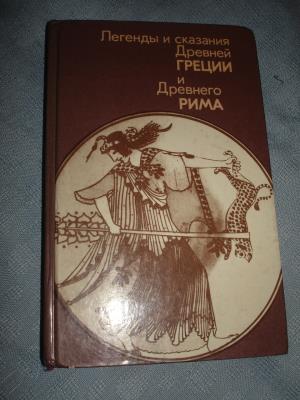 Легенды и сказания
Древней
ГРЕЦИИ
и
Древнего
РИМА